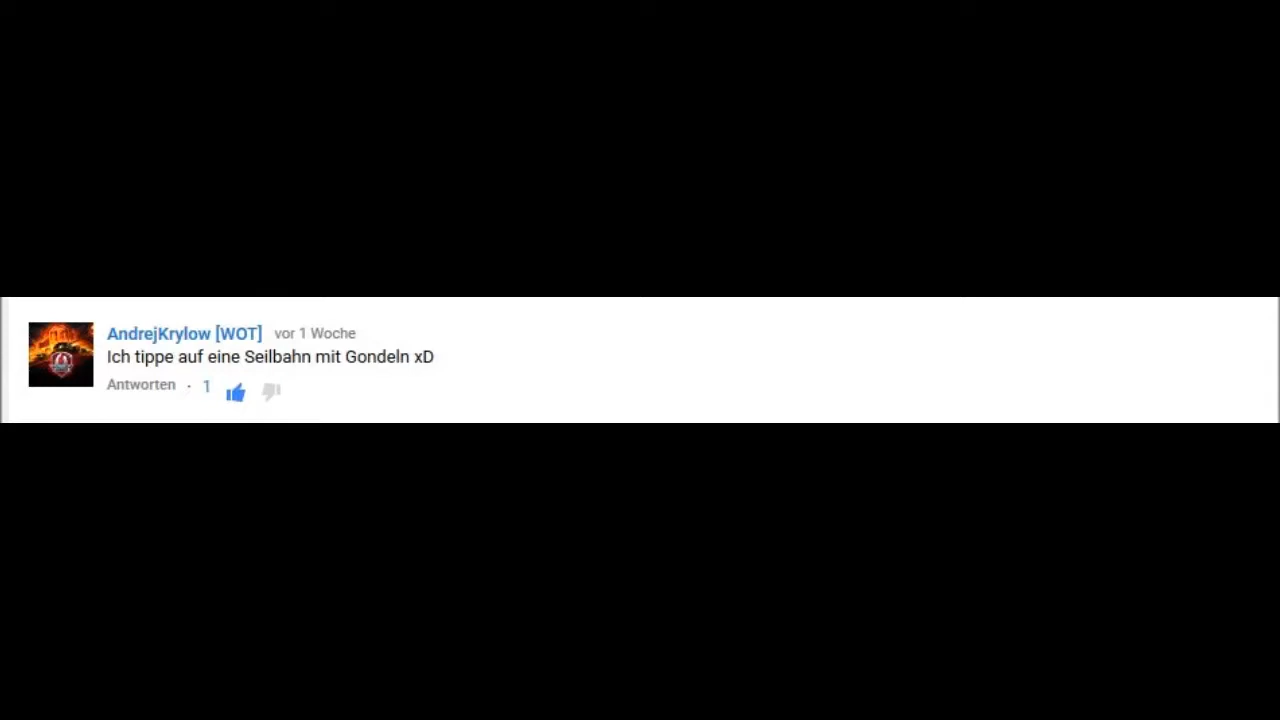 AndrejKrylow [WOT] vor 1 Woche
Ich tippe auf eine Seilbahn mit Gondeln xD
Antworten · 1